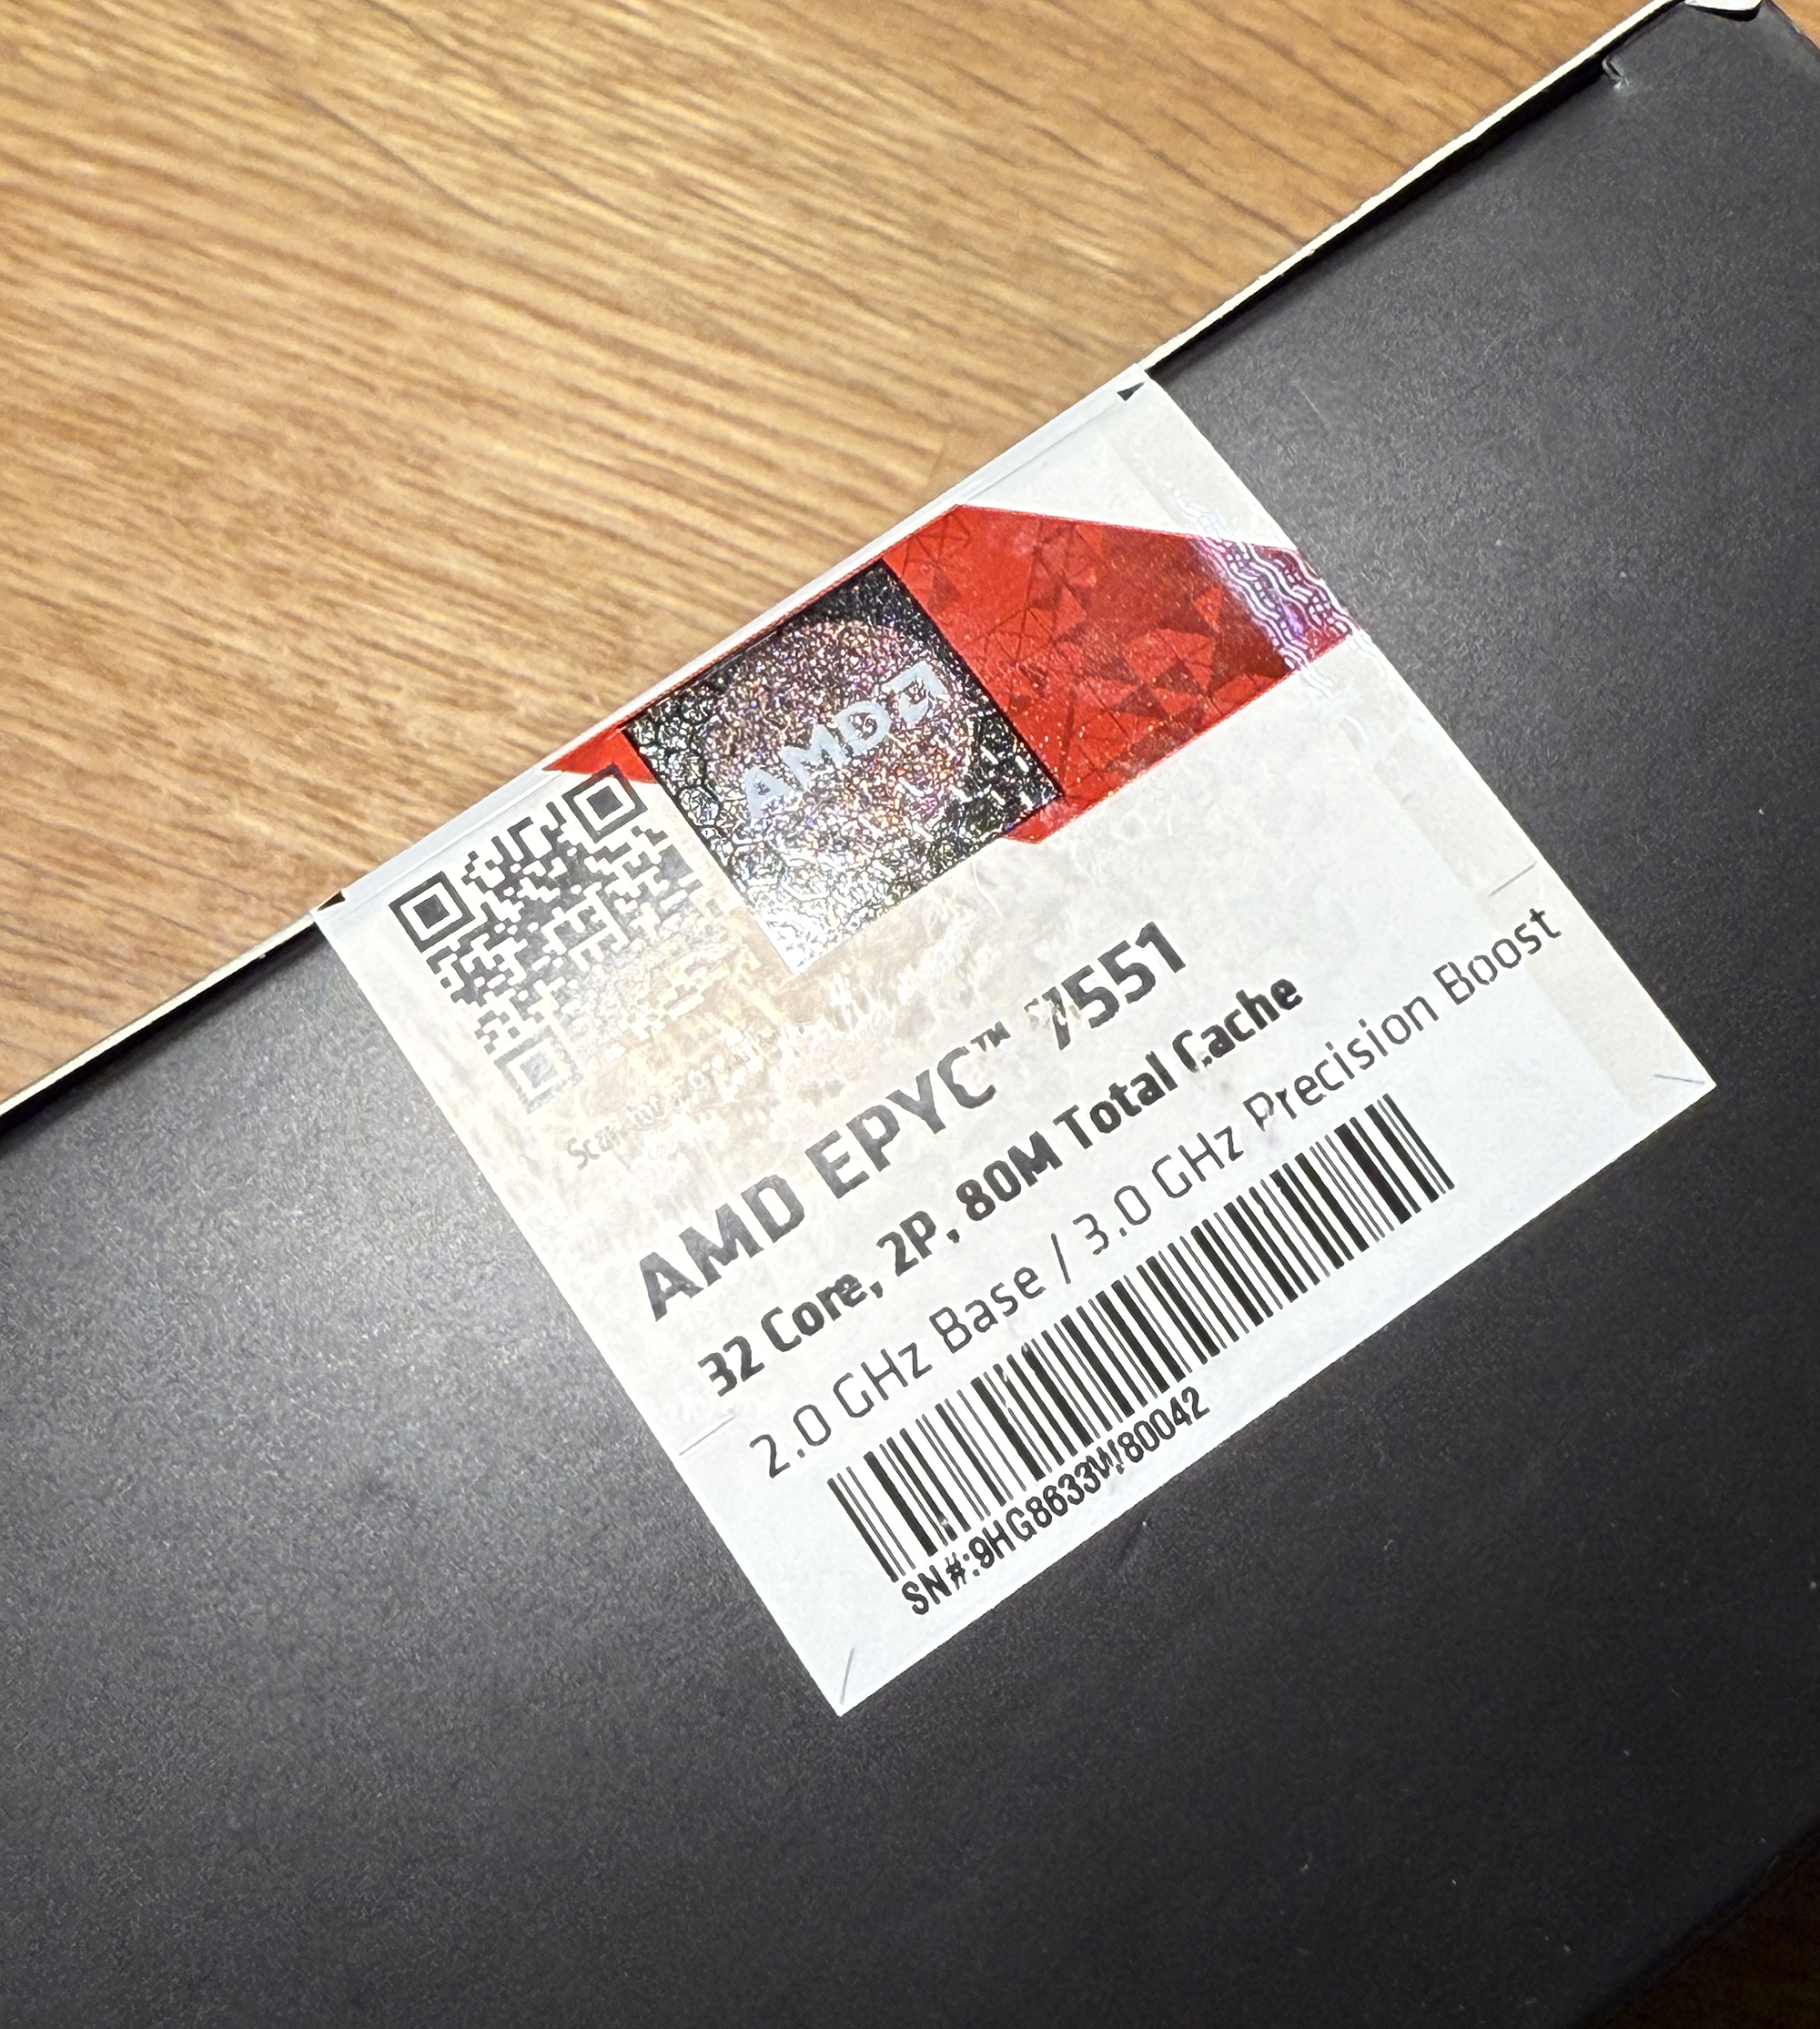 AMD
AMD EPYC™ 7551
32 Core, 2P, 80M Total Cache
2.0 GHz Base / 3.0 GHz Precision Boost
SN#:9HG8633W80042